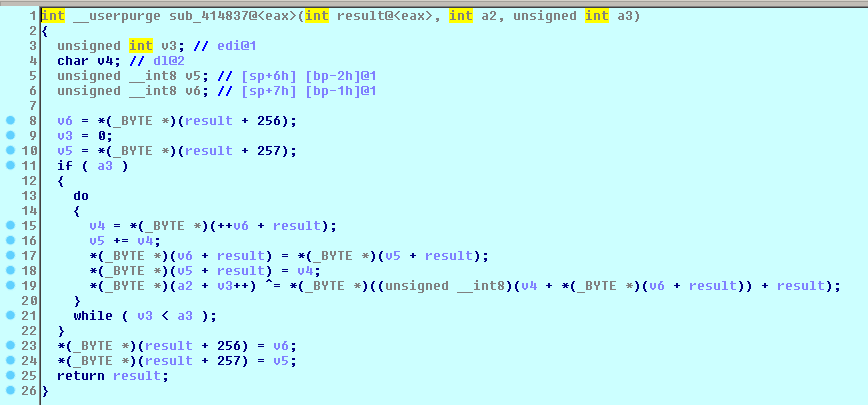 1 int __userpurge sub_414837@<eax>(int result@<eax>, int a2, unsigned int a3)
2 {
3 unsigned int v3; // edi@1
4 char v4; // dl@2
5 unsigned __int8 v5; // [sp+6h] [bp-2h]@1
6 unsigned __int8 v6; // [sp+7h] [bp-1h]@1
7
8 v6 = *(_BYTE *)(result + 256);
9 v3 = 0;
10 v5 = *(_BYTE *)(result + 257);
11 if ( a3 )
12 {
13 do
14 {
15 v4 = *(_BYTE *)(++v6 + result);
16 v5 += v4;
17 *(_BYTE *)(v6 + result) = *(_BYTE *)(v5 + result);
18 *(_BYTE *)(v5 + result) = v4;
19 *(_BYTE *)(a2 + v3++) ^= *(_BYTE *)((unsigned __int8)(v4 + *(_BYTE *)(v6 + result)) + result);
20 }
21 while ( v3 < a3 );
22 }
23 *(_BYTE *)(result + 256) = v6;
24 *(_BYTE *)(result + 257) = v5;
25 return result;
26 }